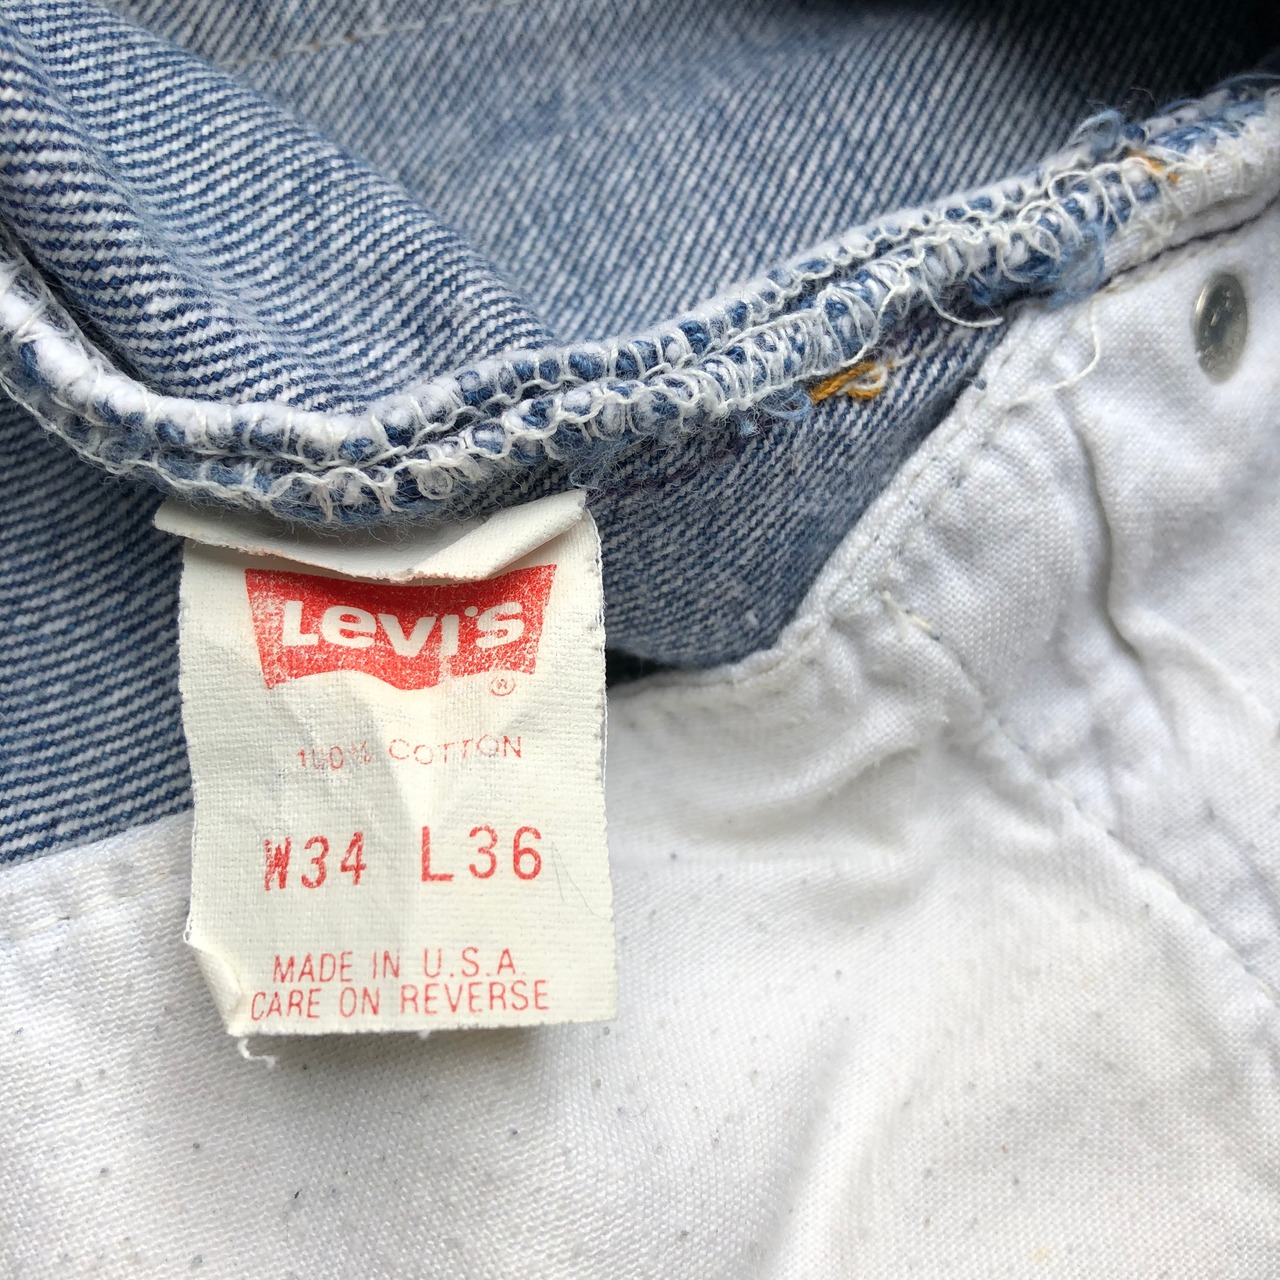 Levi's
®
100% COTTON
W34 L36
MADE IN U.S.A.
CARE ON REVERSE